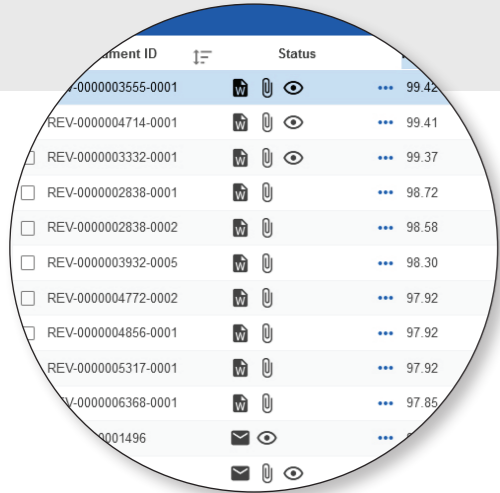 ment ID Status
-0000003555-0001 W ••• 99.42
REV-0000004714-0001 W ••• 99.41
REV-0000003332-0001 W ••• 99.37
REV-0000002838-0001 W ••• 98.72
REV-0000002838-0002 W ••• 98.58
REV-0000003932-0005 W ••• 98.30
REV-0000004772-0002 W ••• 97.92
REV-0000004856-0001 W ••• 97.92
REV-0000005317-0001 W ••• 97.92
-0000006368-0001 W ••• 97.85
0001496 •••